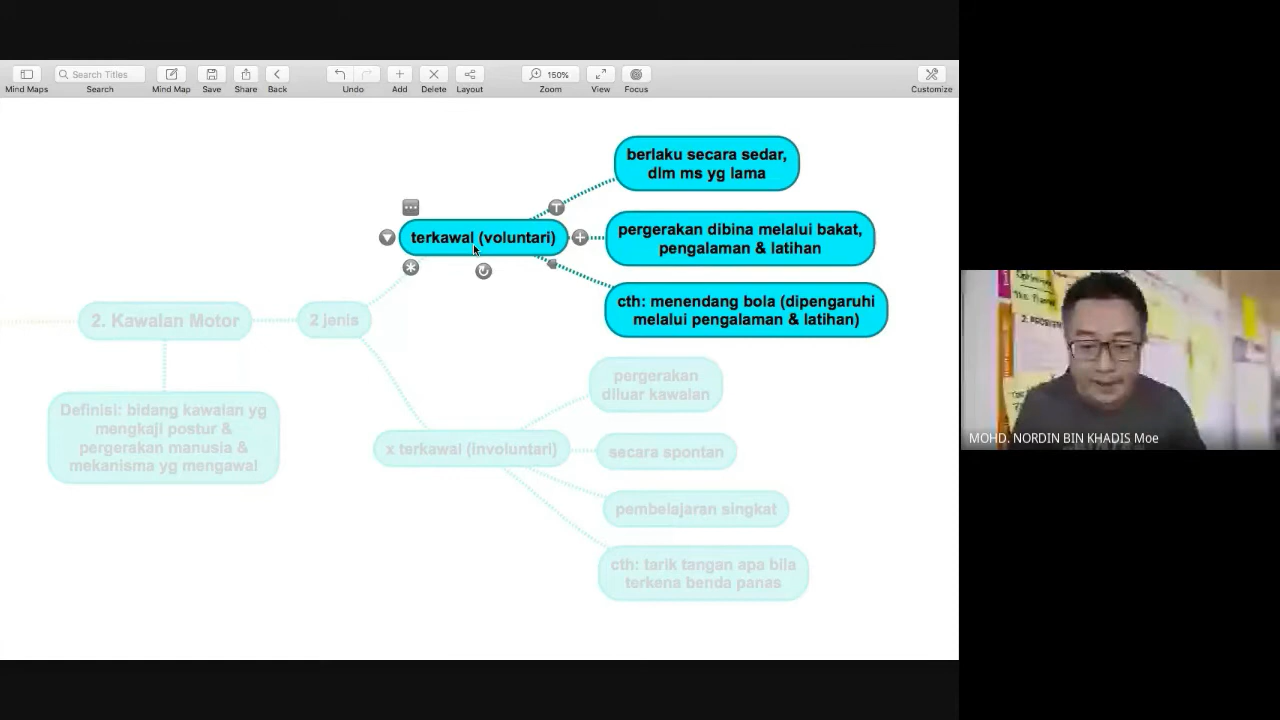 Search Titles
150%
Mind Maps
Search
Mind Map
Save
Share
Back
Undo
Add
Delete
Layout
Zoom
View
Focus
Customize
berlaku secara sedar,
dlm ms yg lama
terkawal (voluntari)
pergerakan dibina melalui bakat,
pengalaman & latihan
cth: menendang bola (dipengaruhi
melalui pengalaman & latihan)
2. Kawalan Motor
2 jenis
Definisi: bidang kawalan yg
mengkaji postur &
pergerakan manusia &
mekanisma yg mengawal
x terkawal (involuntari)
pergerakan
diluar kawalan
secara spontan
pembelajaran singkat
cth: tarik tangan apa bila
terkena benda panas
MOHD. NORDIN BIN KHADIS Moe